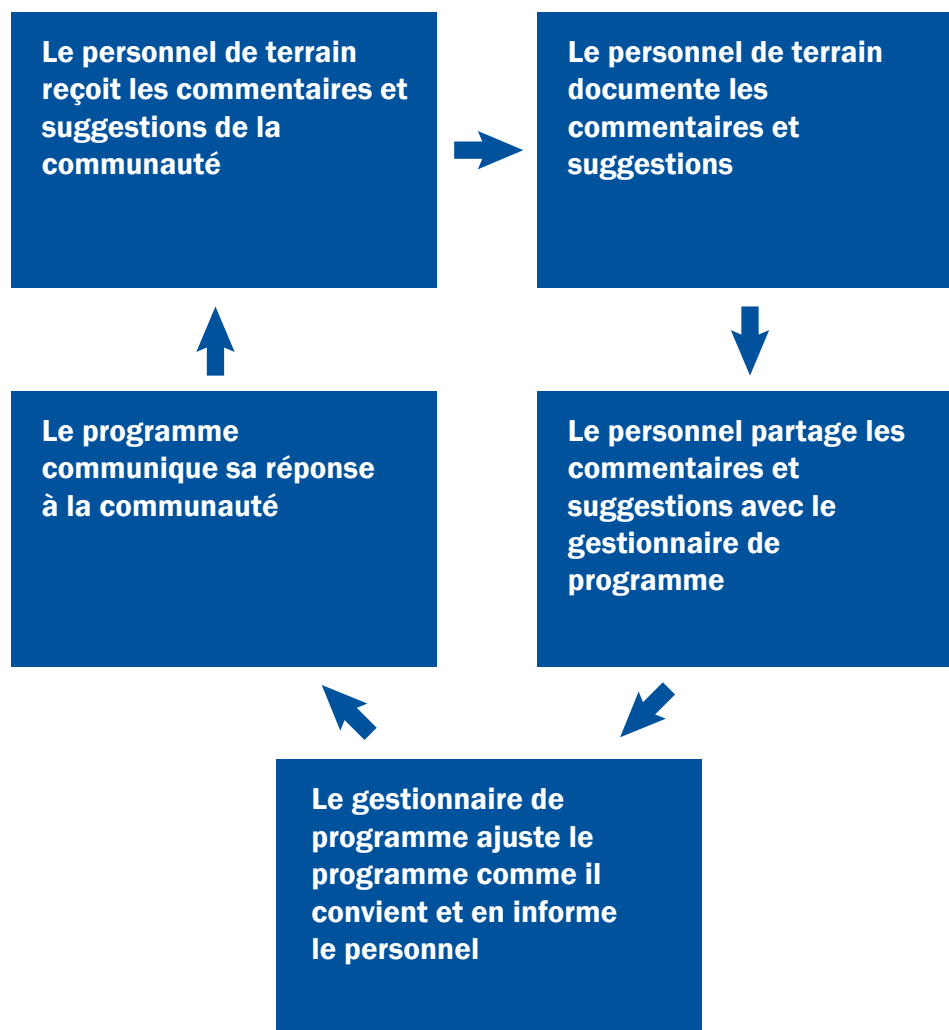 Le personnel de terrain
reçoit les commentaires et
suggestions de la
communauté
Le personnel de terrain
documente les
commentaires et
suggestions
Le personnel partage les
commentaires et
suggestions avec le
gestionnaire de
programme
Le gestionnaire de
programme ajuste le
programme comme il
convient et en informe
le personnel
Le programme
communique sa réponse
à la communauté